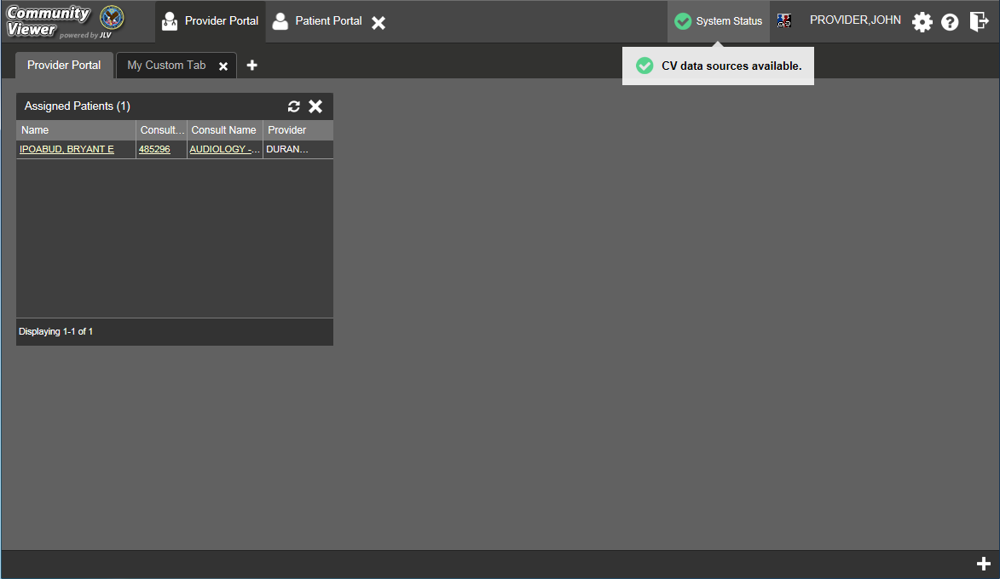 Community
Viewer powered by JLV
Provider Portal
Patient Portal
System Status
PROVIDER,JOHN
Provider Portal
My Custom Tab
CV data sources available.
Assigned Patients (1)
Name Consult... Consult Name Provider
IPOABUD, BRYANT E 485296 AUDIOLOGY -... DURAN...
Displaying 1-1 of 1